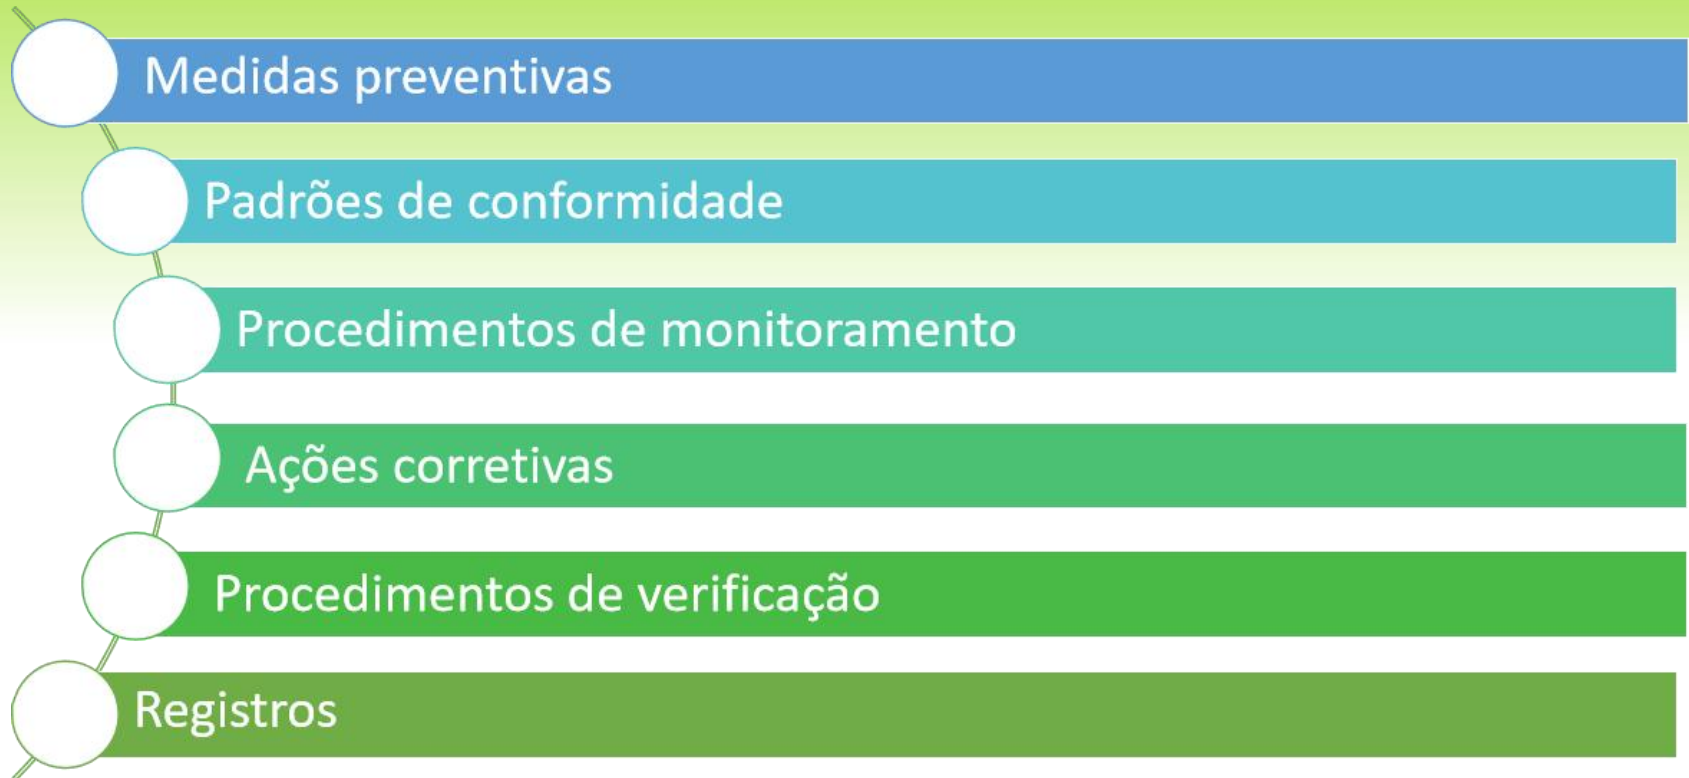 Medidas preventivas
Padrões de conformidade
Procedimentos de monitoramento
Ações corretivas
Procedimentos de verificação
Registros